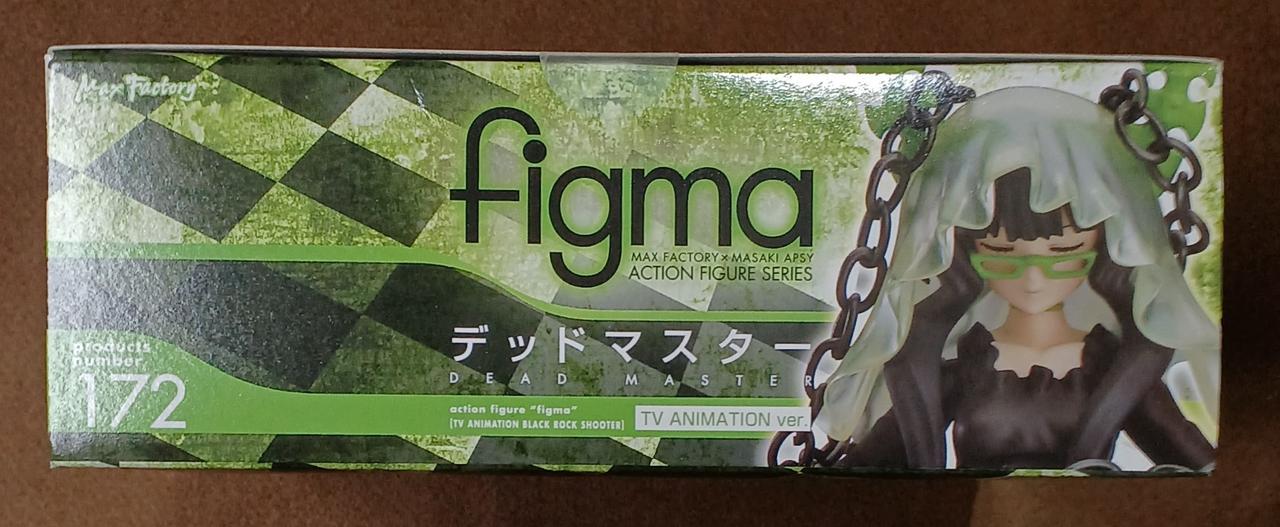 Max Factory
figma
MAX FACTORY × MASAKI APSY
ACTION FIGURE SERIES
デッドマスター
DEAD MASTER
products
number
172
action figure "figma"
[TV ANIMATION BLACK ROCK SHOOTER]
TV ANIMATION ver.